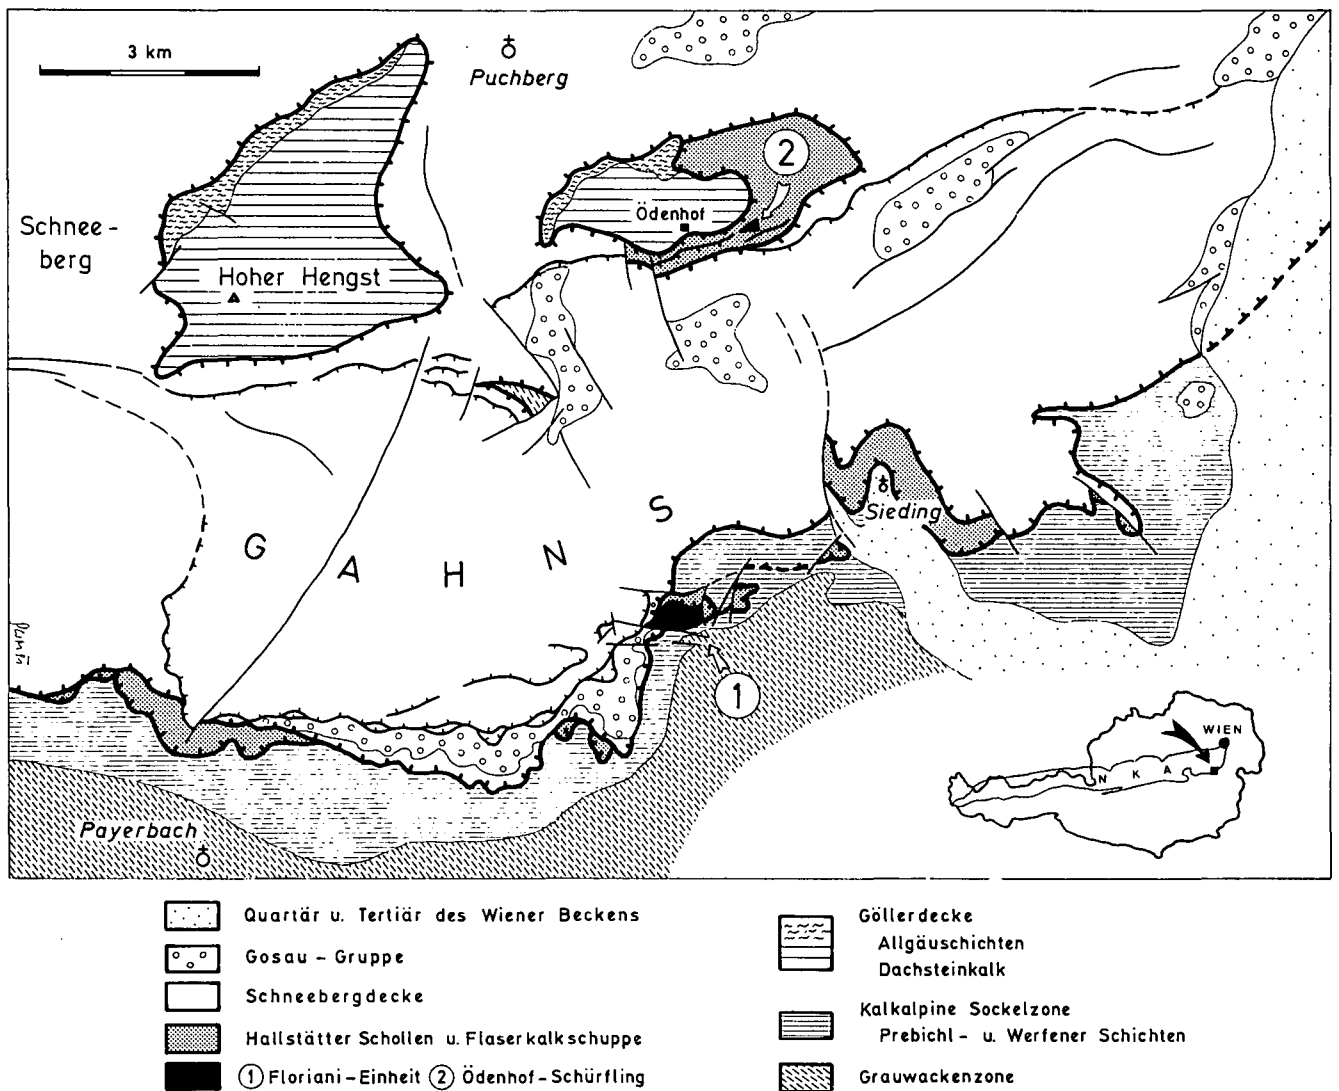 3 km
Puchberg
2
Schnee -
berg
Ödenhof
Hoher Hengst
Sieding
G A H N S
1
WIEN
N K A
Payerbach
Quartär u. Tertiär des Wiener Beckens
Gosau - Gruppe
Schneebergdecke
Hallstätter Schollen u. Flaserkalkschuppe
1 Floriani - Einheit 2 Ödenhof - Schürfling
Göllerdecke
Allgäuschichten
Dachsteinkalk
Kalkalpine Sockelzone
Prebichl - u. Werfener Schichten
Grauwackenzone